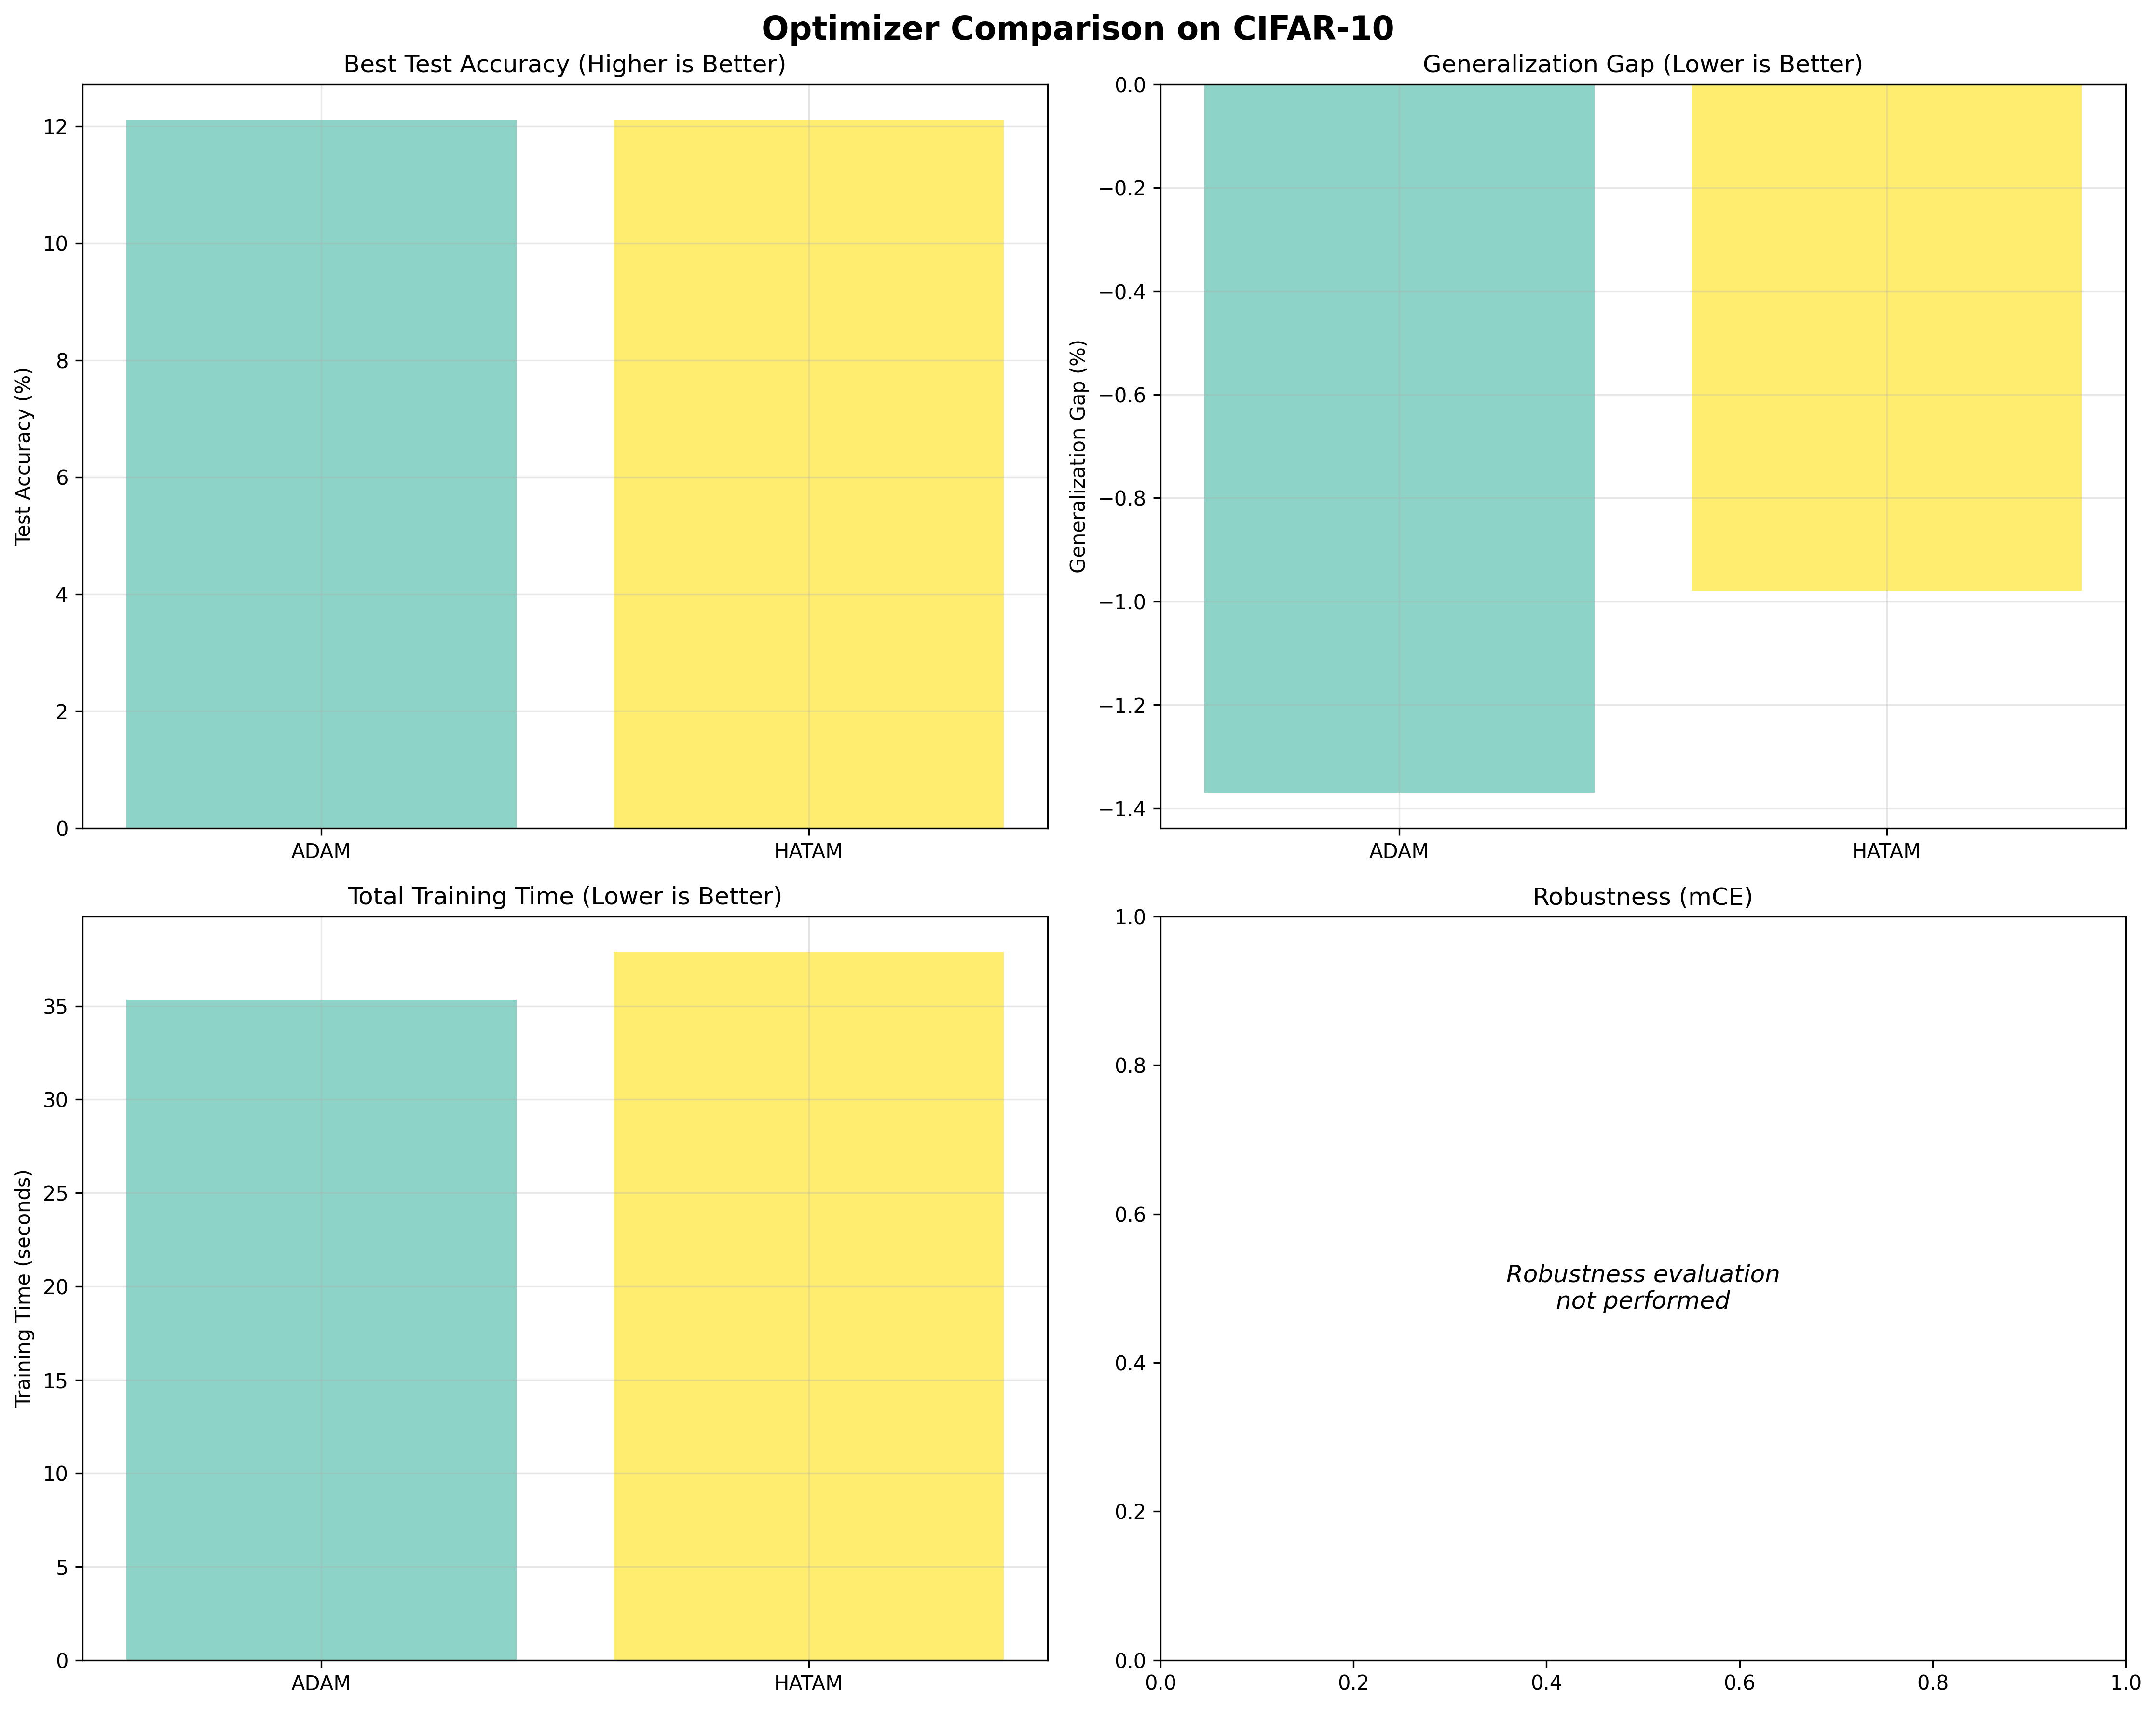 Optimizer Comparison on CIFAR-10
Best Test Accuracy (Higher is Better)
Test Accuracy (%)
12
10
8
6
4
2
0
ADAM
HATAM
Generalization Gap (Lower is Better)
Generalization Gap (%)
0.0
−0.2
−0.4
−0.6
−0.8
−1.0
−1.2
−1.4
ADAM
HATAM
Total Training Time (Lower is Better)
Training Time (seconds)
35
30
25
20
15
10
5
0
ADAM
HATAM
Robustness (mCE)
1.0
0.8
0.6
0.4
0.2
0.0
Robustness evaluation
not performed
0.0
0.2
0.4
0.6
0.8
1.0